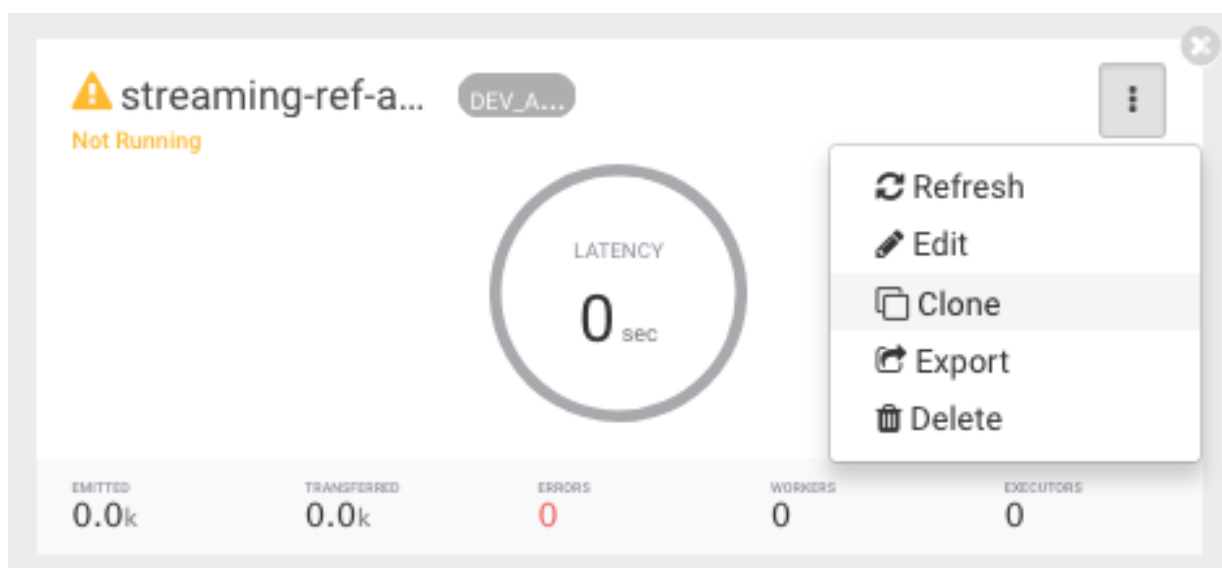 streaming-ref-a... DEV_A...
Not Running
Refresh
Edit
Clone
Export
Delete
LATENCY
0 sec
EMITTED
0.0k
TRANSFERRED
0.0k
ERRORS
0
WORKERS
0
EXECUTORS
0